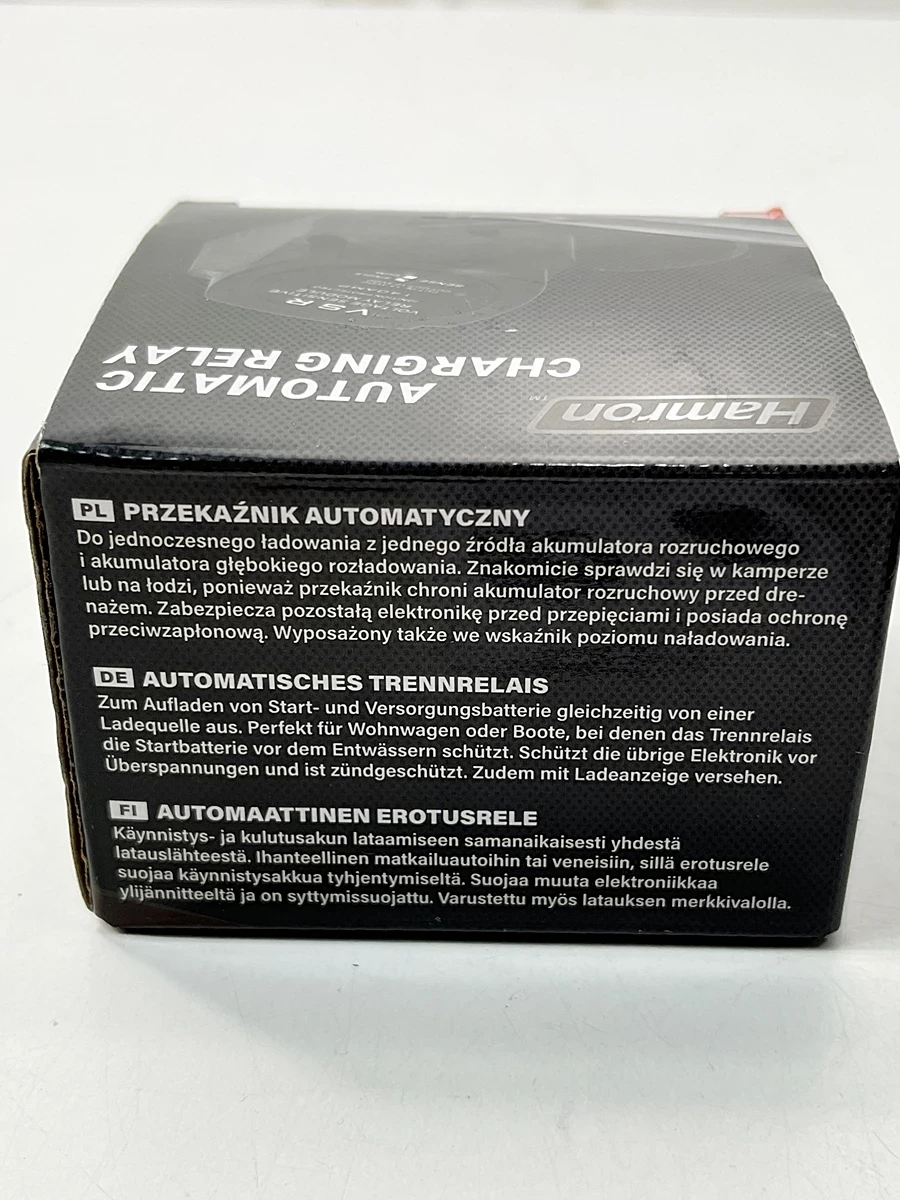 VSR
VOLTAGE SENSITIVE
RELAY
AUTOMATIC
CHARGING RELAY
Hamron™
PL PRZEKAŹNIK AUTOMATYCZNY
Do jednoczesnego ładowania z jednego źródła akumulatora rozruchowego
i akumulatora głębokiego rozładowania. Znakomicie sprawdzi się w kamperze
lub na łodzi, ponieważ przekaźnik chroni akumulator rozruchowy przed dre-
nażem. Zabezpiecza pozostałą elektronikę przed przepięciami i posiada ochronę
przeciwzapłonową. Wyposażony także we wskaźnik poziomu naładowania.
DE AUTOMATISCHES TRENNRELAIS
Zum Aufladen von Start- und Versorgungsbatterie gleichzeitig von einer
Ladequelle aus. Perfekt für Wohnwagen oder Boote, bei denen das Trennrelais
die Startbatterie vor dem Entwässern schützt. Schützt die übrige Elektronik vor
Überspannungen und ist zündgeschützt. Zudem mit Ladeanzeige versehen.
FI AUTOMAATTINEN EROTUSRELE
Käynnistys- ja kulutusakun lataamiseen samanaikaisesti yhdestä
latauslähteestä. Ihanteellinen matkailuautoihin tai veneisiin, sillä erotusrele
suojaa käynnistysakkua tyhjentymiseltä. Suojaa muuta elektroniikkaa
ylijännitteeltä ja on syttymissuojattu. Varustettu myös latauksen merkkivalolla.